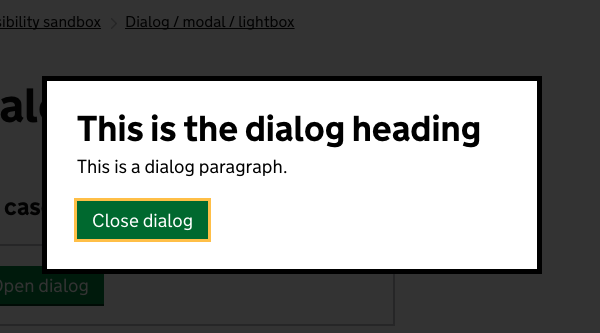 sibility sandbox > Dialog / modal / lightbox
alo
This is the dialog heading
This is a dialog paragraph.
cas
Close dialog
Open dialog